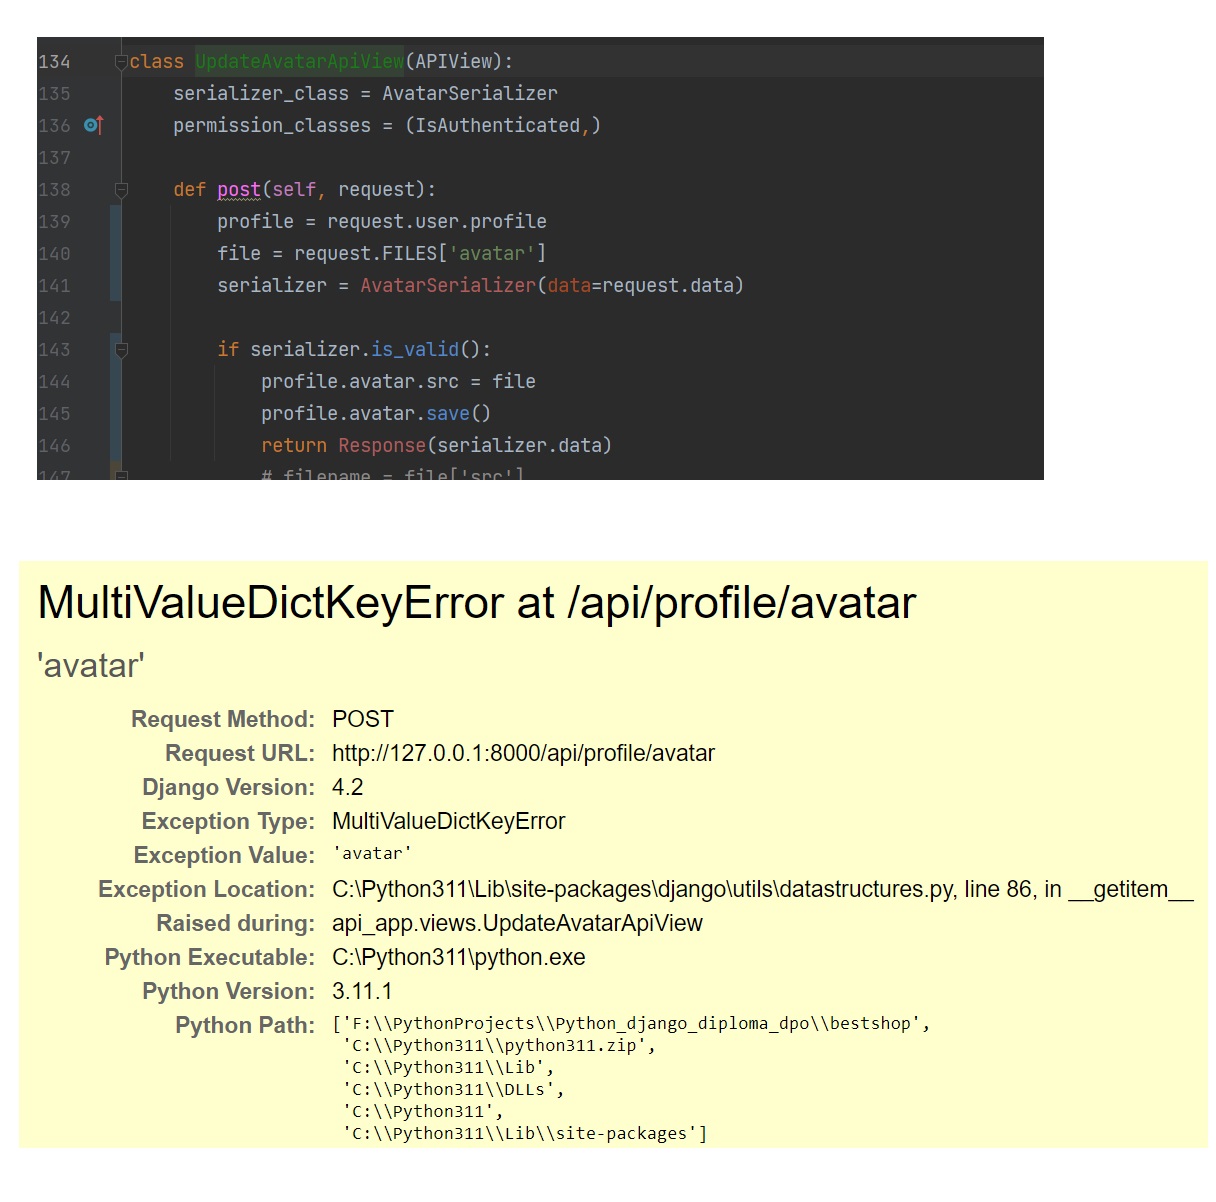 134 class UpdateAvatarApiView(APIView):
135 serializer_class = AvatarSerializer
136 permission_classes = (IsAuthenticated,)
137
138 def post(self, request):
139 profile = request.user.profile
140 file = request.FILES['avatar']
141 serializer = AvatarSerializer(data=request.data)
142
143 if serializer.is_valid():
144 profile.avatar.src = file
145 profile.avatar.save()
146 return Response(serializer.data)
147 # filename = file['src']
MultiValueDictKeyError at /api/profile/avatar
'avatar'
Request Method: POST
Request URL: http://127.0.0.1:8000/api/profile/avatar
Django Version: 4.2
Exception Type: MultiValueDictKeyError
Exception Value: 'avatar'
Exception Location: C:\Python311\Lib\site-packages\django\utils\datastructures.py, line 86, in __getitem__
Raised during: api_app.views.UpdateAvatarApiView
Python Executable: C:\Python311\python.exe
Python Version: 3.11.1
Python Path: ['F:\\PythonProjects\\Python_django_diploma_dpo\\bestshop',
'C:\\Python311\\python311.zip',
'C:\\Python311\\Lib',
'C:\\Python311\\DLLs',
'C:\\Python311',
'C:\\Python311\\Lib\\site-packages']